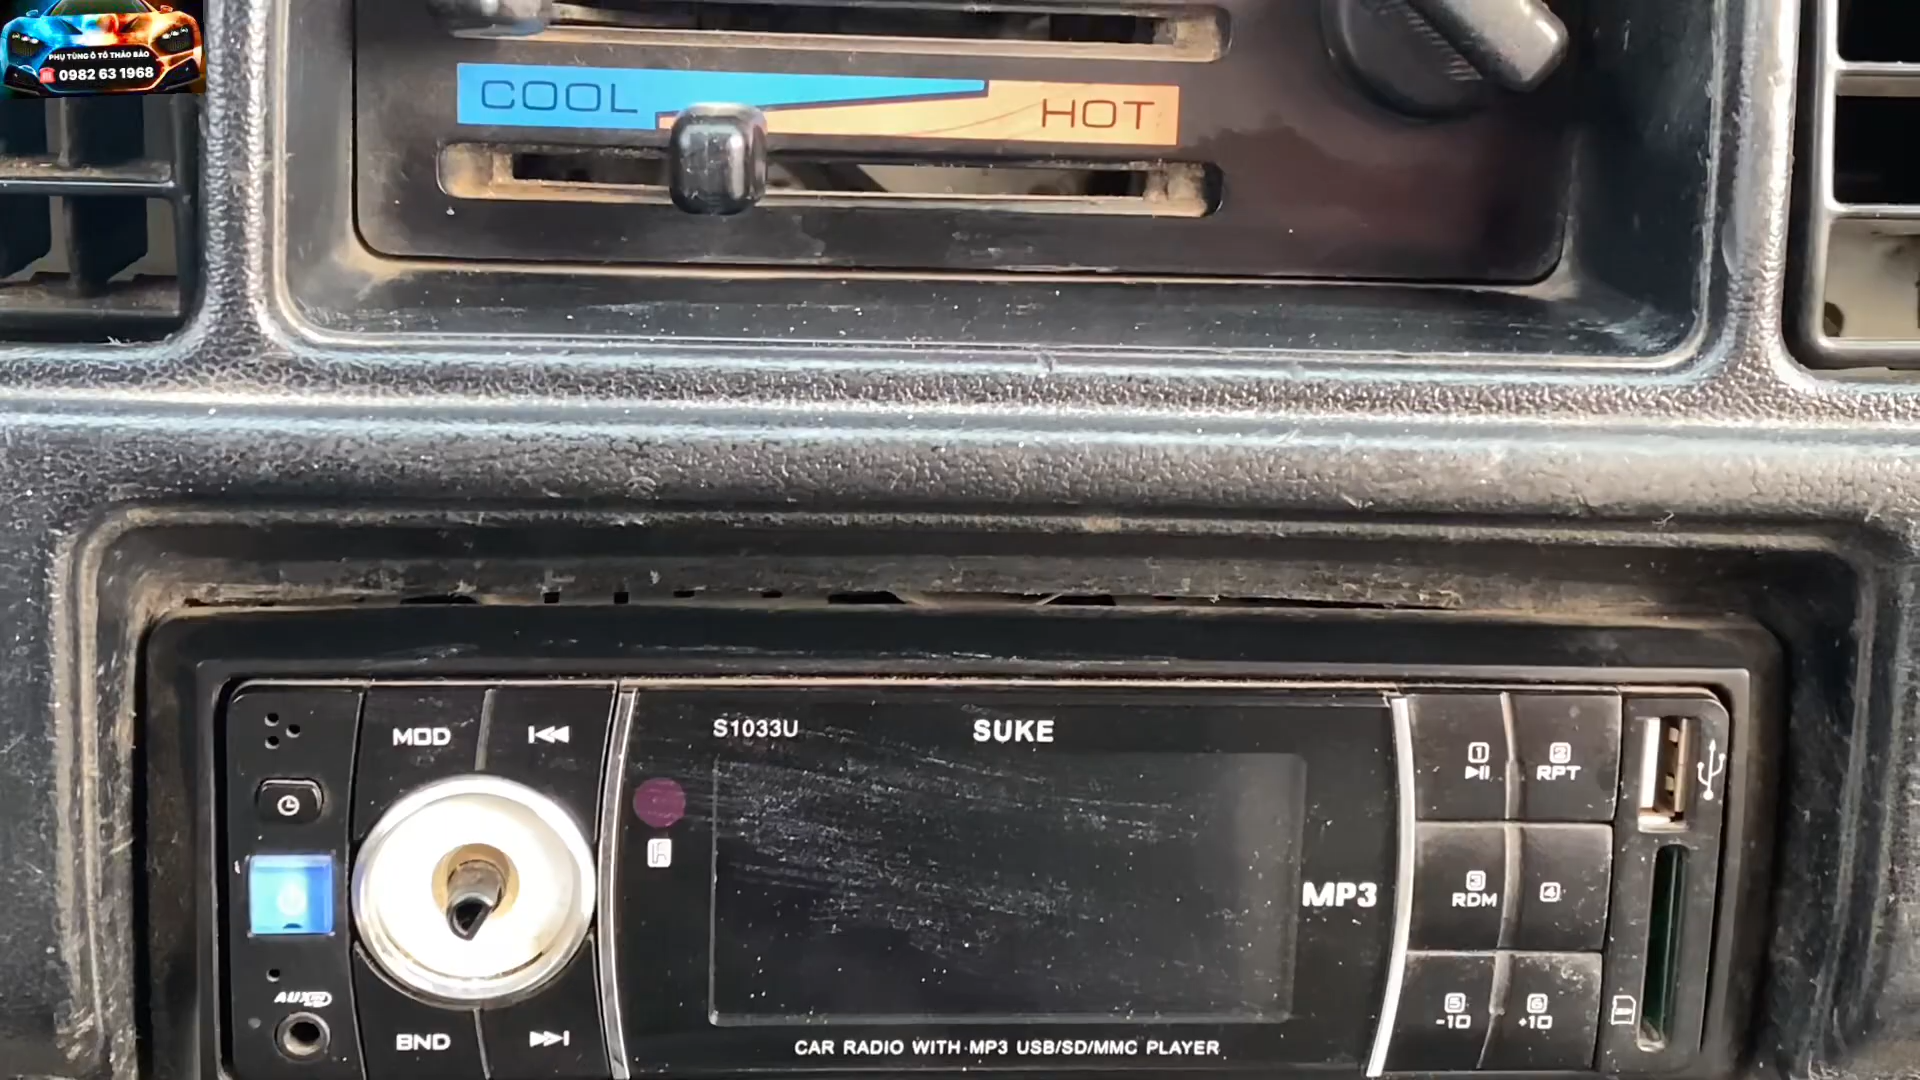 PHỤ TÙNG Ô TÔ THẢO BẢO
0982 63 1968
COOL
HOT
MOD
S1033U
SUKE
1
2
RPT
MP3
3
RDM
4
AUX IN
BND
5
-10
6
+10
CAR RADIO WITH MP3 USB/SD/MMC PLAYER